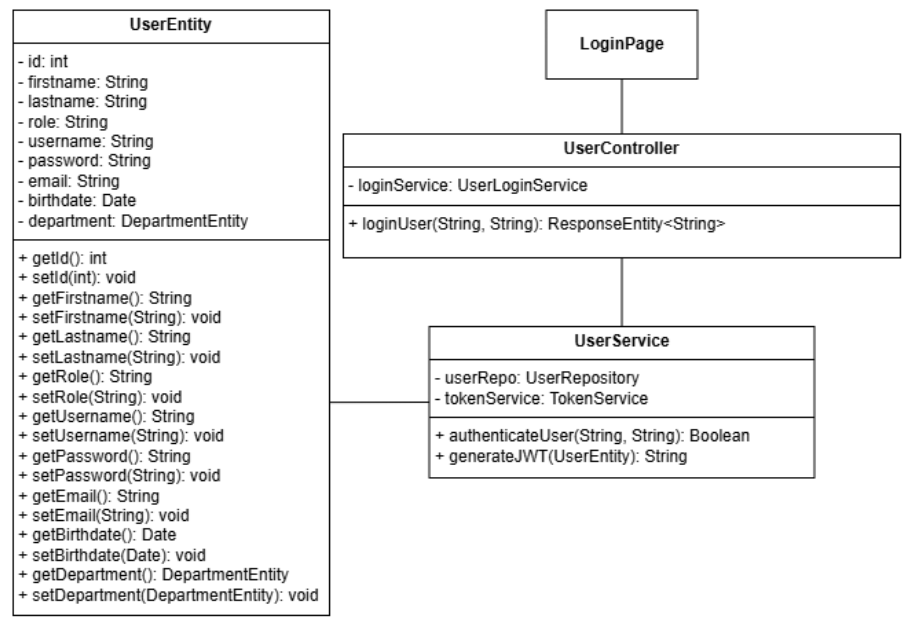 UserEntity
- id: int
- firstname: String
- lastname: String
- role: String
- username: String
- password: String
- email: String
- birthdate: Date
- department: DepartmentEntity
+ getId(): int
+ setId(int): void
+ getFirstname(): String
+ setFirstname(String): void
+ getLastname(): String
+ setLastname(String): void
+ getRole(): String
+ setRole(String): void
+ getUsername(): String
+ setUsername(String): void
+ getPassword(): String
+ setPassword(String): void
+ getEmail(): String
+ setEmail(String): void
+ getBirthdate(): Date
+ setBirthdate(Date): void
+ getDepartment(): DepartmentEntity
+ setDepartment(DepartmentEntity): void
LoginPage
UserController
- loginService: UserLoginService
+ loginUser(String, String): ResponseEntity<String>
UserService
- userRepo: UserRepository
- tokenService: TokenService
+ authenticateUser(String, String): Boolean
+ generateJWT(UserEntity): String